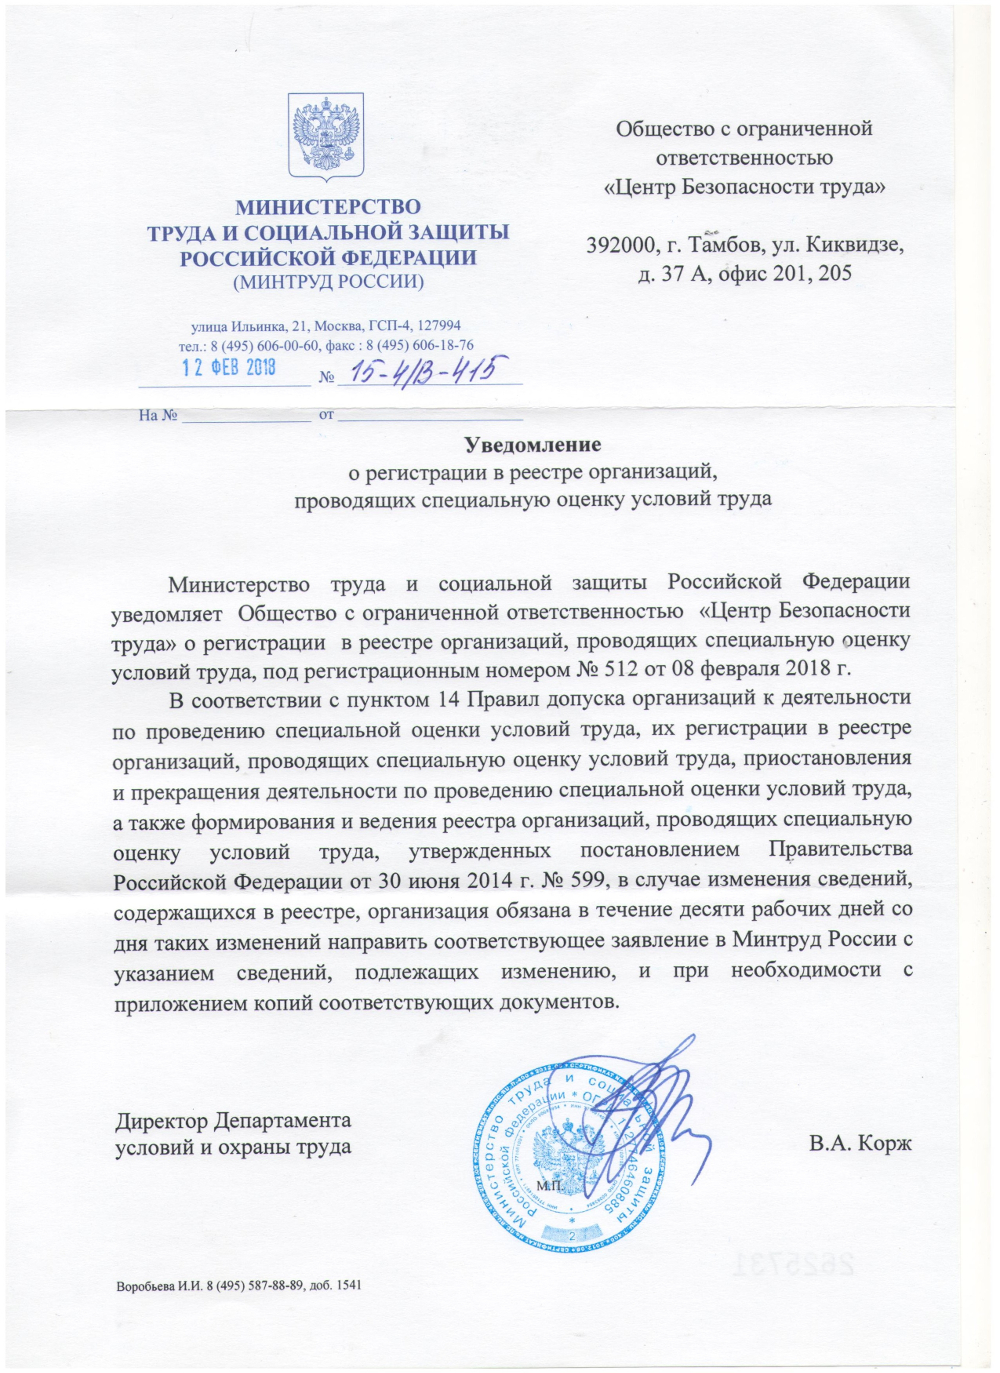 МИНИСТЕРСТВО
ТРУДА И СОЦИАЛЬНОЙ ЗАЩИТЫ
РОССИЙСКОЙ ФЕДЕРАЦИИ
(МИНТРУД РОССИИ)
улица Ильинка, 21, Москва, ГСП-4, 127994
тел.: 8 (495) 606-00-60, факс : 8 (495) 606-18-76
12 ФЕВ 2018 № 15-4/В-415
На № от
Общество с ограниченной
ответственностью
«Центр Безопасности труда»
392000, г. Тамбов, ул. Киквидзе,
д. 37 А, офис 201, 205
Уведомление
о регистрации в реестре организаций,
проводящих специальную оценку условий труда
Министерство труда и социальной защиты Российской Федерации
уведомляет Общество с ограниченной ответственностью «Центр Безопасности
труда» о регистрации в реестре организаций, проводящих специальную оценку
условий труда, под регистрационным номером № 512 от 08 февраля 2018 г.
В соответствии с пунктом 14 Правил допуска организаций к деятельности
по проведению специальной оценки условий труда, их регистрации в реестре
организаций, проводящих специальную оценку условий труда, приостановления
и прекращения деятельности по проведению специальной оценки условий труда,
а также формирования и ведения реестра организаций, проводящих специальную
оценку условий труда, утвержденных постановлением Правительства
Российской Федерации от 30 июня 2014 г. № 599, в случае изменения сведений,
содержащихся в реестре, организация обязана в течение десяти рабочих дней со
дня таких изменений направить соответствующее заявление в Минтруд России с
указанием сведений, подлежащих изменению, и при необходимости с
приложением копий соответствующих документов.
Директор Департамента
условий и охраны труда
Министерство труда и социальной защиты
Российской Федерации *
М.П.
2
В.А. Корж
Воробьева И.И. 8 (495) 587-88-89, доб. 1541
2625731